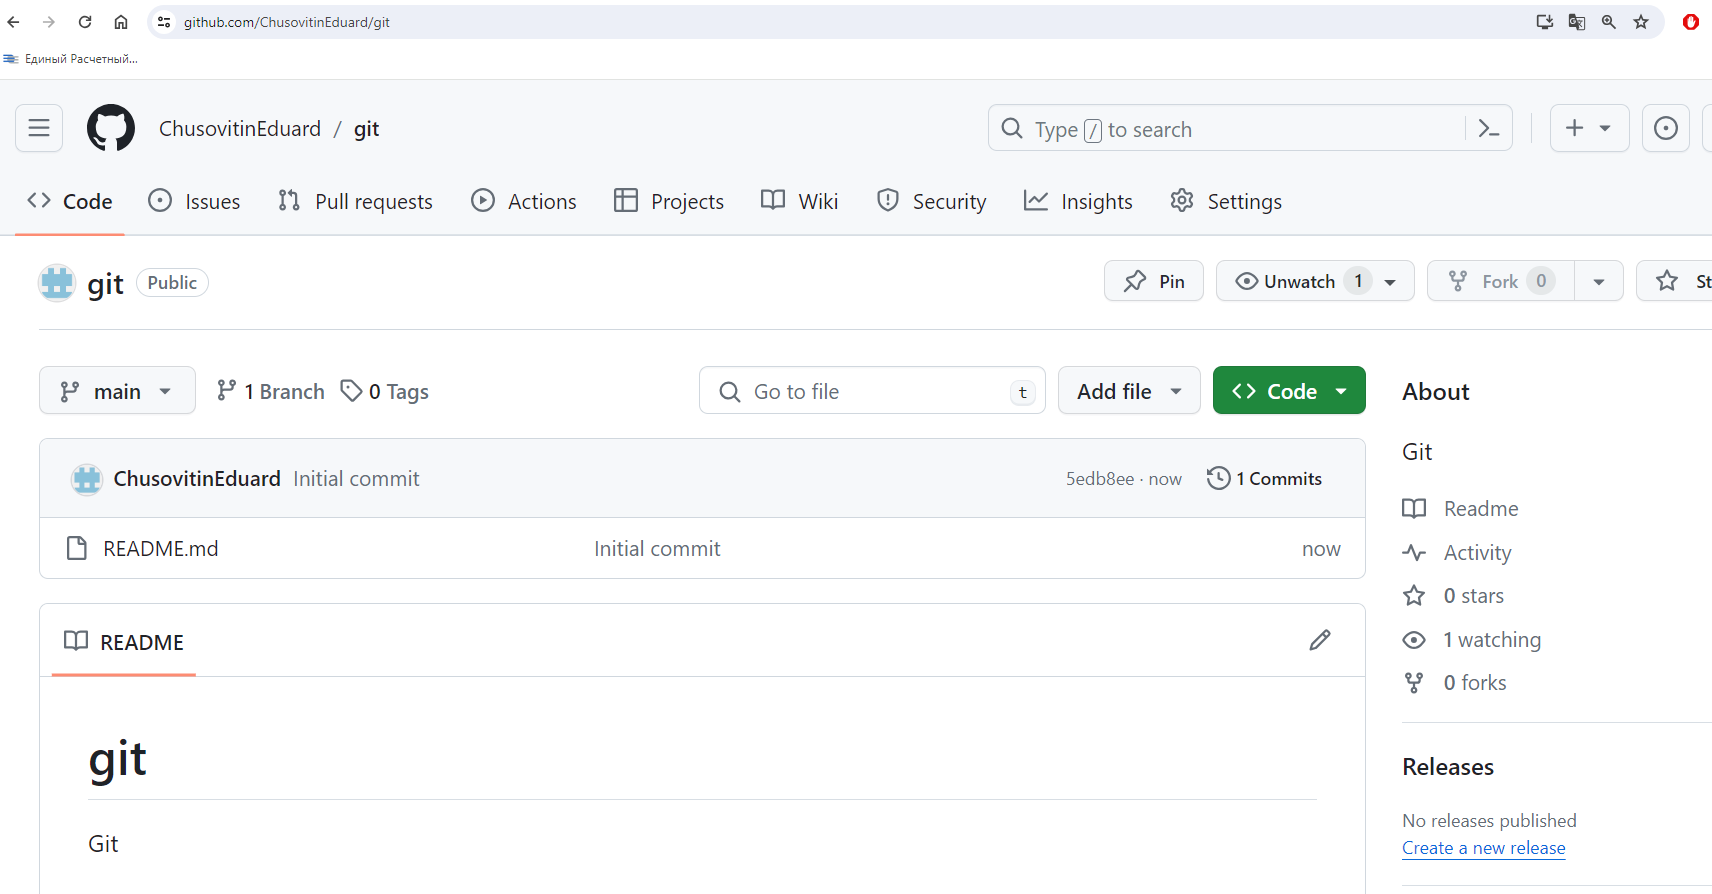 github.com/ChusovitinEduard/git
Единый Расчетный...
ChusovitinEduard / git
Type / to search
Code Issues Pull requests Actions Projects Wiki Security Insights Settings
git Public
Pin Unwatch 1 Fork 0 St
main 1 Branch 0 Tags
Go to file t Add file Code
About
Git
ChusovitinEduard Initial commit 5edb8ee · now 1 Commits
Readme
README.md Initial commit now
Activity
0 stars
1 watching
0 forks
README
git
Git
Releases
No releases published
Create a new release